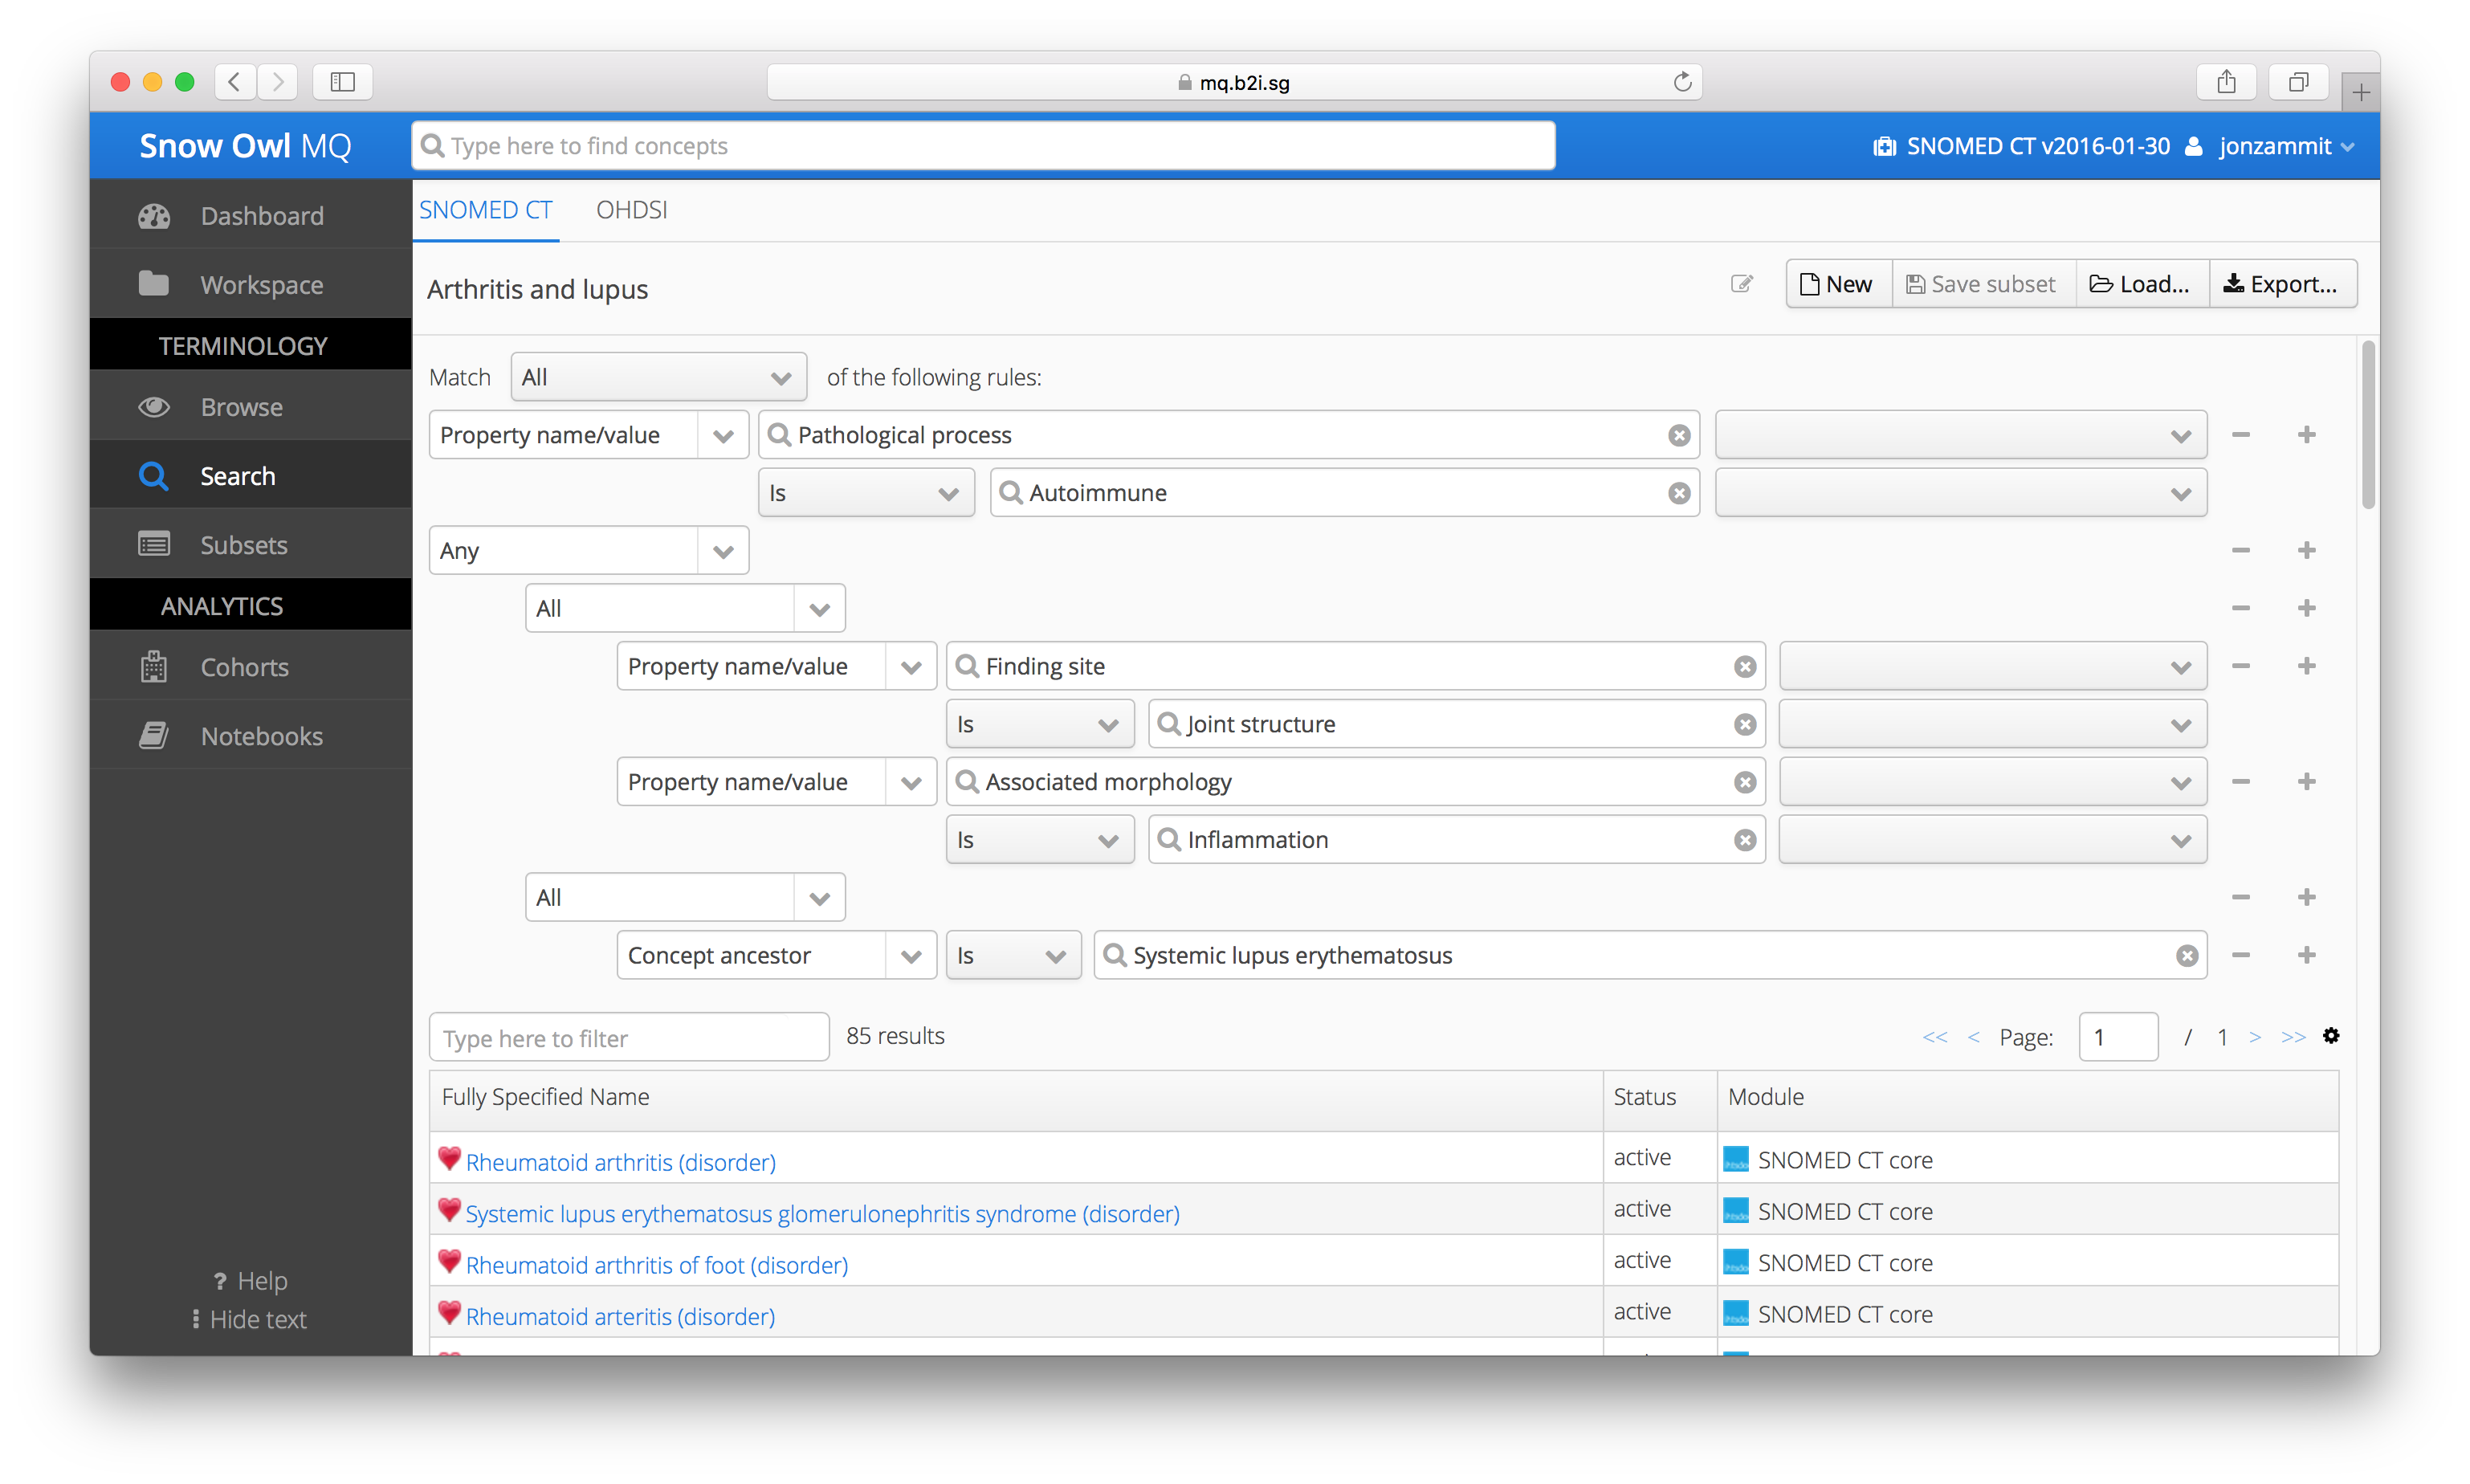 mq.b2i.sg
Snow Owl MQ
Type here to find concepts
SNOMED CT v2016-01-30
jonzammit
Dashboard
Workspace
TERMINOLOGY
Browse
Search
Subsets
ANALYTICS
Cohorts
Notebooks
? Help
Hide text
SNOMED CT OHDSI
Arthritis and lupus
New Save subset Load... Export...
Match All of the following rules:
Property name/value Pathological process
Is Autoimmune
Any
All
Property name/value Finding site
Is Joint structure
Property name/value Associated morphology
Is Inflammation
All
Concept ancestor Is Systemic lupus erythematosus
Type here to filter 85 results << < Page: 1 / 1 > >>
Fully Specified Name Status Module
Rheumatoid arthritis (disorder) active SNOMED CT core
Systemic lupus erythematosus glomerulonephritis syndrome (disorder) active SNOMED CT core
Rheumatoid arthritis of foot (disorder) active SNOMED CT core
Rheumatoid arteritis (disorder) active SNOMED CT core